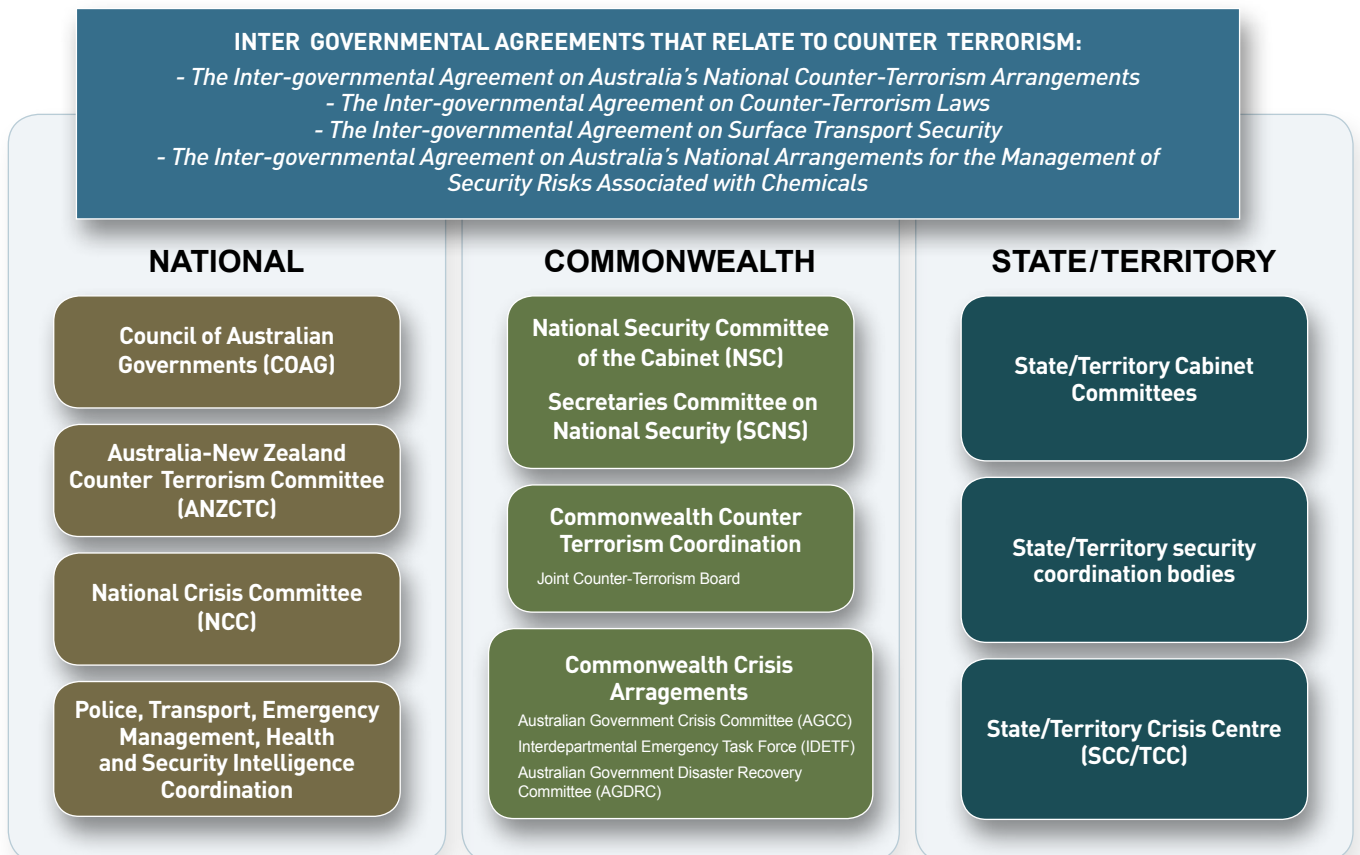 INTER GOVERNMENTAL AGREEMENTS THAT RELATE TO COUNTER TERRORISM:
- The Inter-governmental Agreement on Australia's National Counter-Terrorism Arrangements
- The Inter-governmental Agreement on Counter-Terrorism Laws
- The Inter-governmental Agreement on Surface Transport Security
- The Inter-governmental Agreement on Australia's National Arrangements for the Management of
Security Risks Associated with Chemicals
NATIONAL
Council of Australian
Governments (COAG)
Australia-New Zealand
Counter Terrorism Committee
(ANZCTC)
National Crisis Committee
(NCC)
Police, Transport, Emergency
Management, Health
and Security Intelligence
Coordination
COMMONWEALTH
National Security Committee
of the Cabinet (NSC)
Secretaries Committee on
National Security (SCNS)
Commonwealth Counter
Terrorism Coordination
Joint Counter-Terrorism Board
Commonwealth Crisis
Arragements
Australian Government Crisis Committee (AGCC)
Interdepartmental Emergency Task Force (IDETF)
Australian Government Disaster Recovery
Committee (AGDRC)
STATE/TERRITORY
State/Territory Cabinet
Committees
State/Territory security
coordination bodies
State/Territory Crisis Centre
(SCC/TCC)